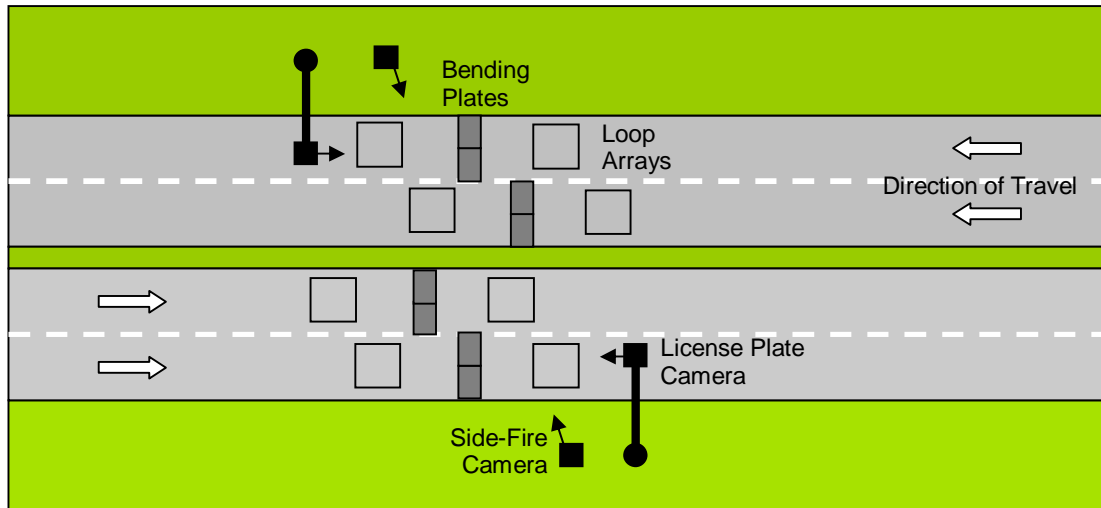 Bending
Plates
Loop
Arrays
Direction of Travel
License Plate
Camera
Side-Fire
Camera